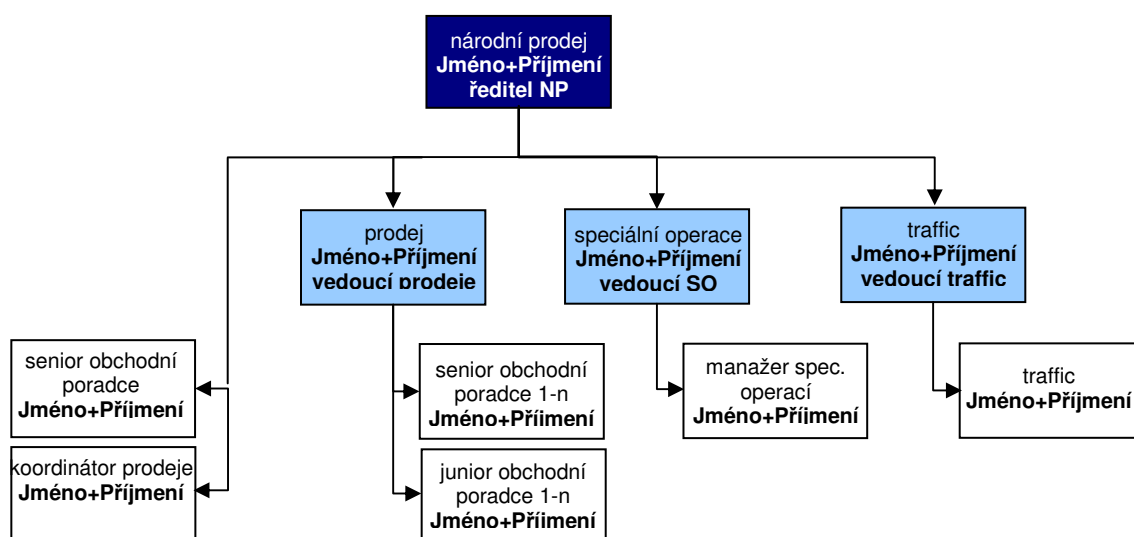 národní prodej
Jméno+Příjmení
ředitel NP
prodej
Jméno+Příjmení
vedoucí prodeje
speciální operace
Jméno+Příjmení
vedoucí SO
traffic
Jméno+Příjmení
vedoucí traffic
senior obchodní
poradce
Jméno+Příjmení
senior obchodní
poradce 1-n
Jméno+Příjmení
manažer spec.
operací
Jméno+Příjmení
traffic
Jméno+Příjmení
koordinátor prodeje
Jméno+Příjmení
junior obchodní
poradce 1-n
Jméno+Příjmení